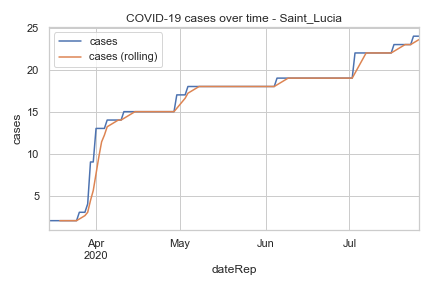 COVID-19 cases over time - Saint_Lucia
cases
cases (rolling)
25
20
15
10
5
cases
Apr
2020
May
Jun
Jul
dateRep